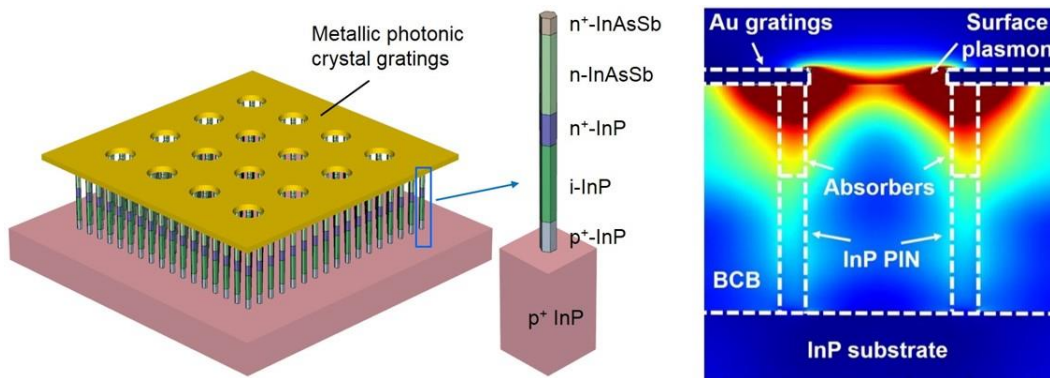 Metallic photonic
crystal gratings
n⁺-InAsSb
n-InAsSb
n⁺-InP
i-InP
p⁺-InP
p⁺ InP
Au gratings
Surface
plasmon
Absorbers
InP PIN
BCB
InP substrate